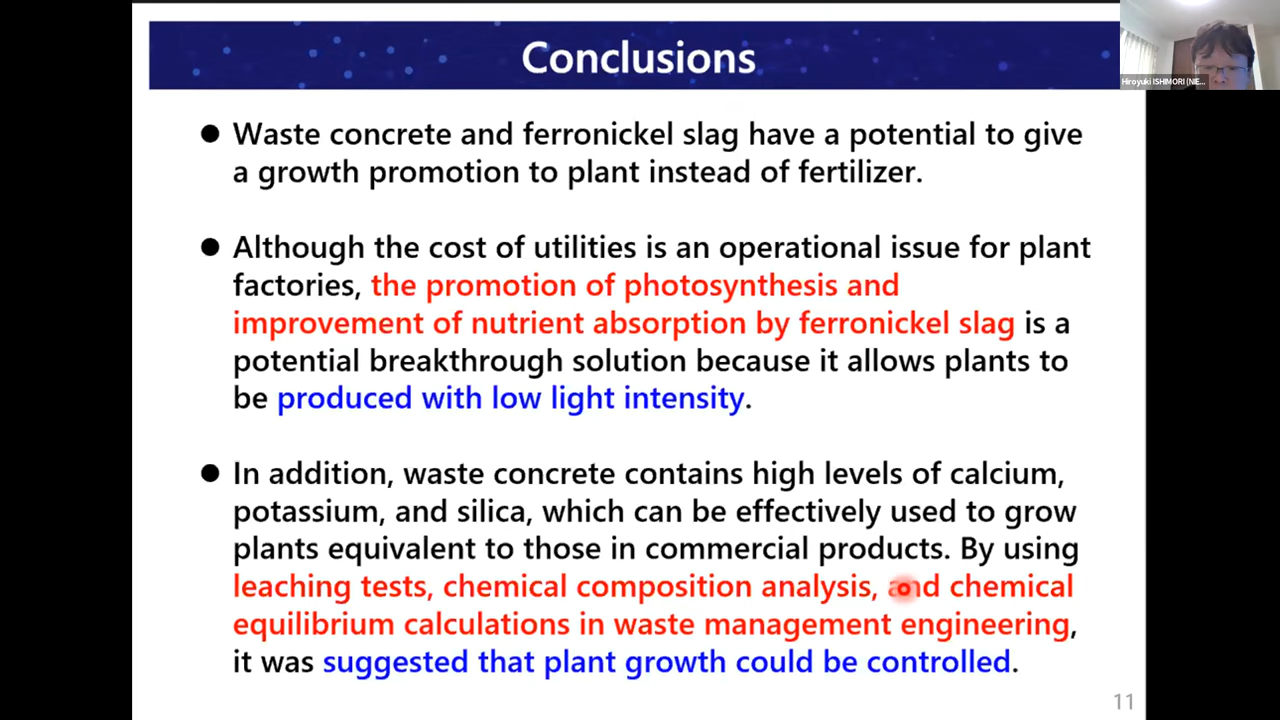 Conclusions
Hiroyuki ISHIMORI (NIE...
● Waste concrete and ferronickel slag have a potential to give
a growth promotion to plant instead of fertilizer.
● Although the cost of utilities is an operational issue for plant
factories, the promotion of photosynthesis and
improvement of nutrient absorption by ferronickel slag is a
potential breakthrough solution because it allows plants to
be produced with low light intensity.
● In addition, waste concrete contains high levels of calcium,
potassium, and silica, which can be effectively used to grow
plants equivalent to those in commercial products. By using
leaching tests, chemical composition analysis, and chemical
equilibrium calculations in waste management engineering,
it was suggested that plant growth could be controlled.
11